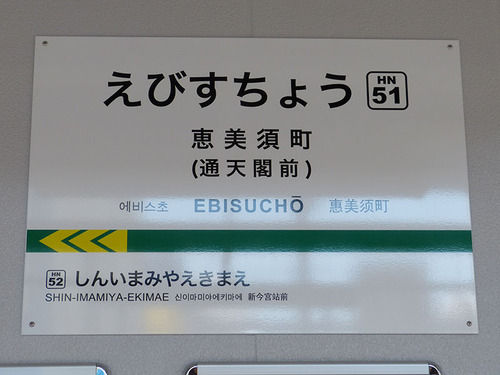 えびすちょう HN 51
恵美須町
(通天閣前)
에비스초 EBISUCHŌ 惠美须町
HN 52 しんいまみやえきまえ
SHIN-IMAMIYA-EKIMAE 신이마미야에키마에 新今宫站前